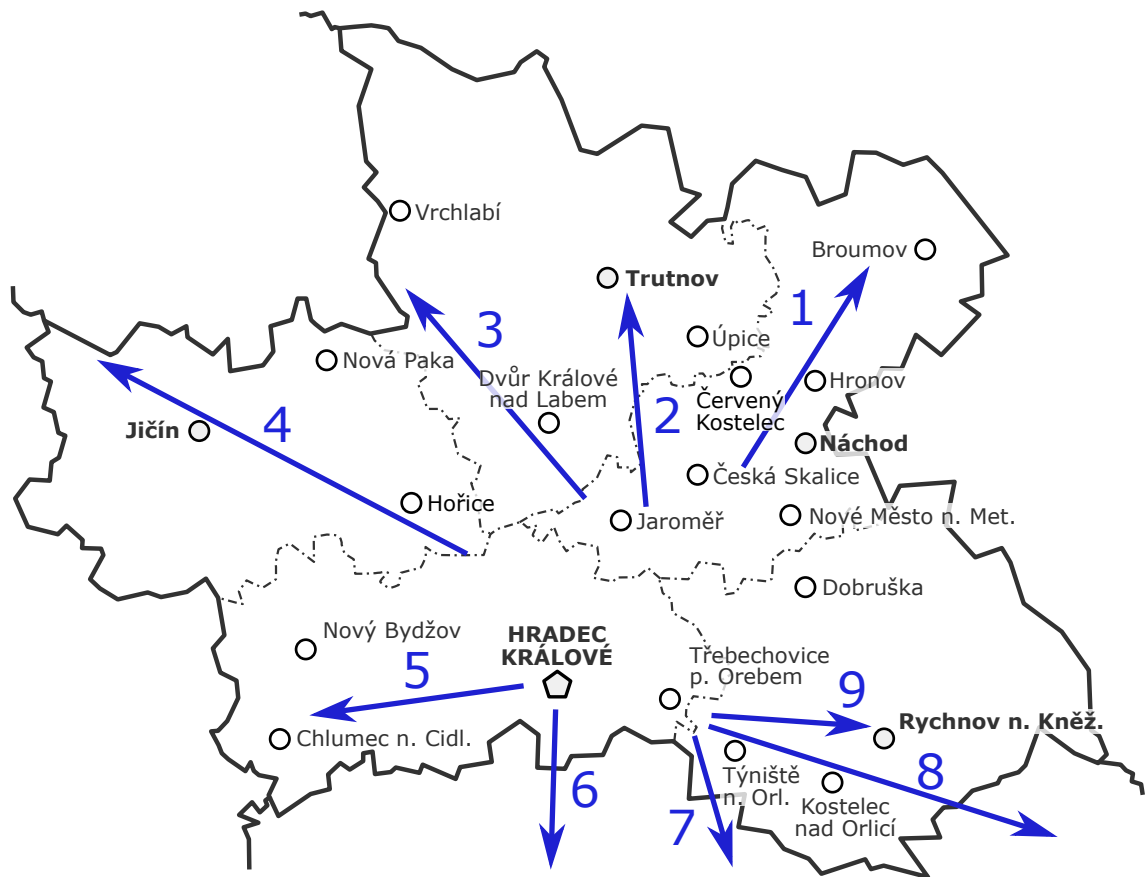 Vrchlabí
Broumov
Trutnov
1
3
Úpice
Nová Paka
Dvůr Králové
nad Labem
Hronov
Červený
Kostelec
2
4
Jičín
Náchod
Česká Skalice
Hořice
Jaroměř
Nové Město n. Met.
Dobruška
Nový Bydžov
HRADEC
KRÁLOVÉ
Třebechovice
p. Orebem
5
9
Rychnov n. Kněž.
Chlumec n. Cidl.
Týniště
n. Orl.
8
6
Kostelec
nad Orlicí
7